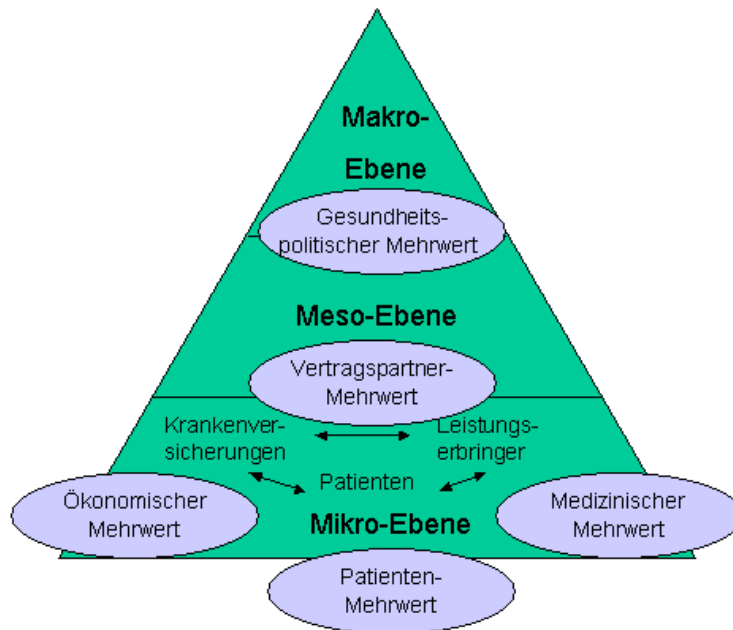 Makro-
Ebene
Gesundheits-
politischer Mehrwert
Meso-Ebene
Vertragspartner-
Mehrwert
Krankenver-
sicherungen
Leistungs-
erbringer
Patienten
Ökonomischer
Mehrwert
Mikro-Ebene
Medizinischer
Mehrwert
Patienten-
Mehrwert